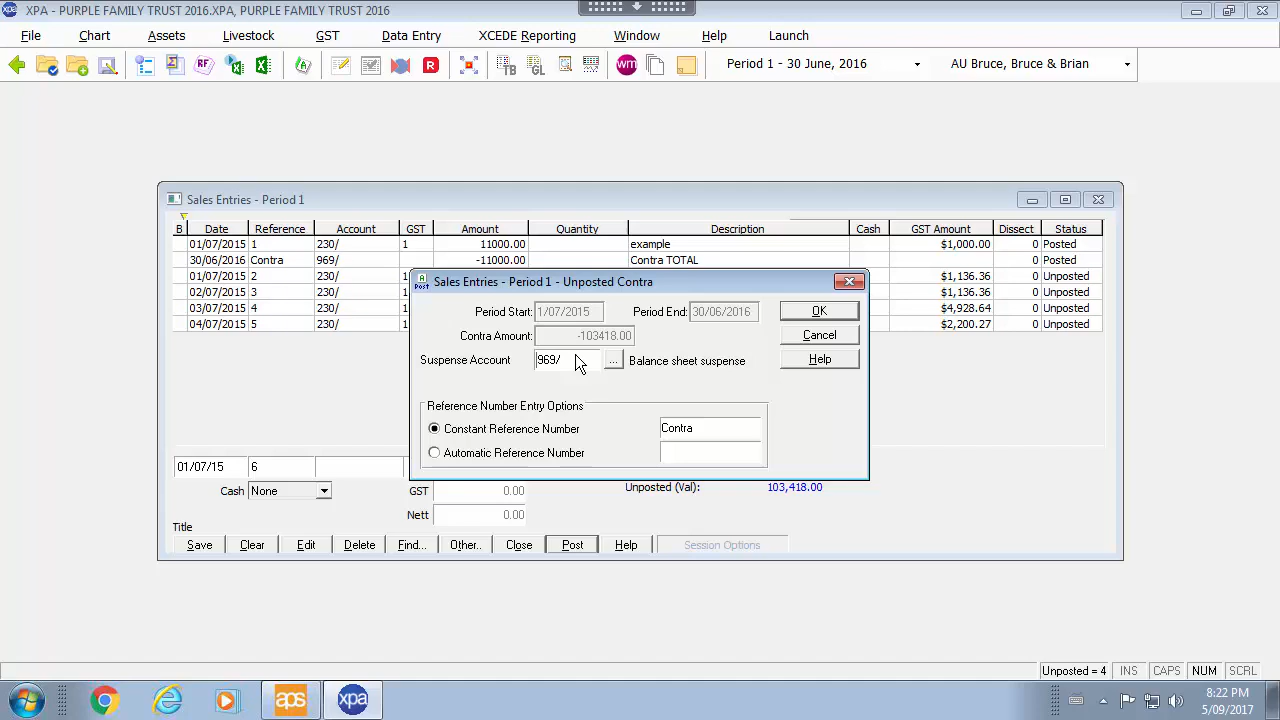 xpa XPA - PURPLE FAMILY TRUST 2016.XPA, PURPLE FAMILY TRUST 2016
File Chart Assets Livestock GST Data Entry XCEDE Reporting Window Help Launch
RF R TB GL wm Period 1 - 30 June, 2016 AU Bruce, Bruce & Brian
Sales Entries - Period 1
B Date Reference Account GST Amount Quantity Description Cash GST Amount Dissect Status
01/07/2015 1 230/ 1 11000.00 example $1,000.00 0 Posted
30/06/2016 Contra 969/ -11000.00 Contra TOTAL 0 Posted
01/07/2015 2 230/ 1 $1,136.36 0 Unposted
02/07/2015 3 230/ 1 $1,136.36 0 Unposted
03/07/2015 4 230/ 1 $4,928.64 0 Unposted
04/07/2015 5 230/ 1 $2,200.27 0 Unposted
A Post Sales Entries - Period 1 - Unposted Contra
Period Start: 1/07/2015 Period End: 30/06/2016 OK
Contra Amount: -103418.00 Cancel
Suspense Account 969/ ... Balance sheet suspense Help
Reference Number Entry Options
Constant Reference Number Contra
Automatic Reference Number
01/07/15 6
Cash None GST 0.00 Unposted (Val): 103,418.00
Nett 0.00
Title
Save Clear Edit Delete Find. Other.. Close Post Help Session Options
Unposted = 4 INS CAPS NUM SCRL
aps xpa 8:22 PM
5/09/2017